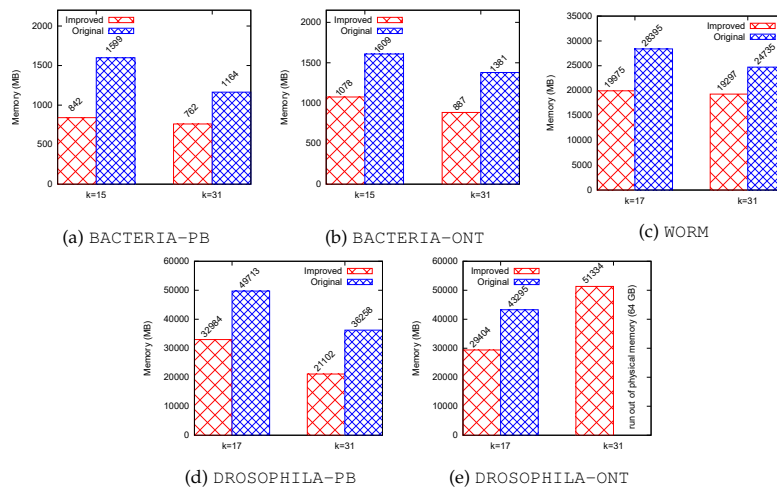 Improved
Original
2000
1500
1000
500
0
Memory (MB)
842
1599
762
1164
k=15
k=31
(a) BACTERIA-PB
Improved
Original
2000
1500
1000
500
0
Memory (MB)
1078
1609
887
1381
k=15
k=31
(b) BACTERIA-ONT
Improved
Original
35000
30000
25000
20000
15000
10000
5000
0
Memory (MB)
19975
28395
19297
24735
k=17
k=31
(c) WORM
Improved
Original
60000
50000
40000
30000
20000
10000
0
Memory (MB)
32984
49713
21102
36258
k=17
k=31
(d) DROSOPHILA-PB
Improved
Original
60000
50000
40000
30000
20000
10000
0
Memory (MB)
29404
43295
51334
run out of physical memory (64 GB)
k=17
k=31
(e) DROSOPHILA-ONT